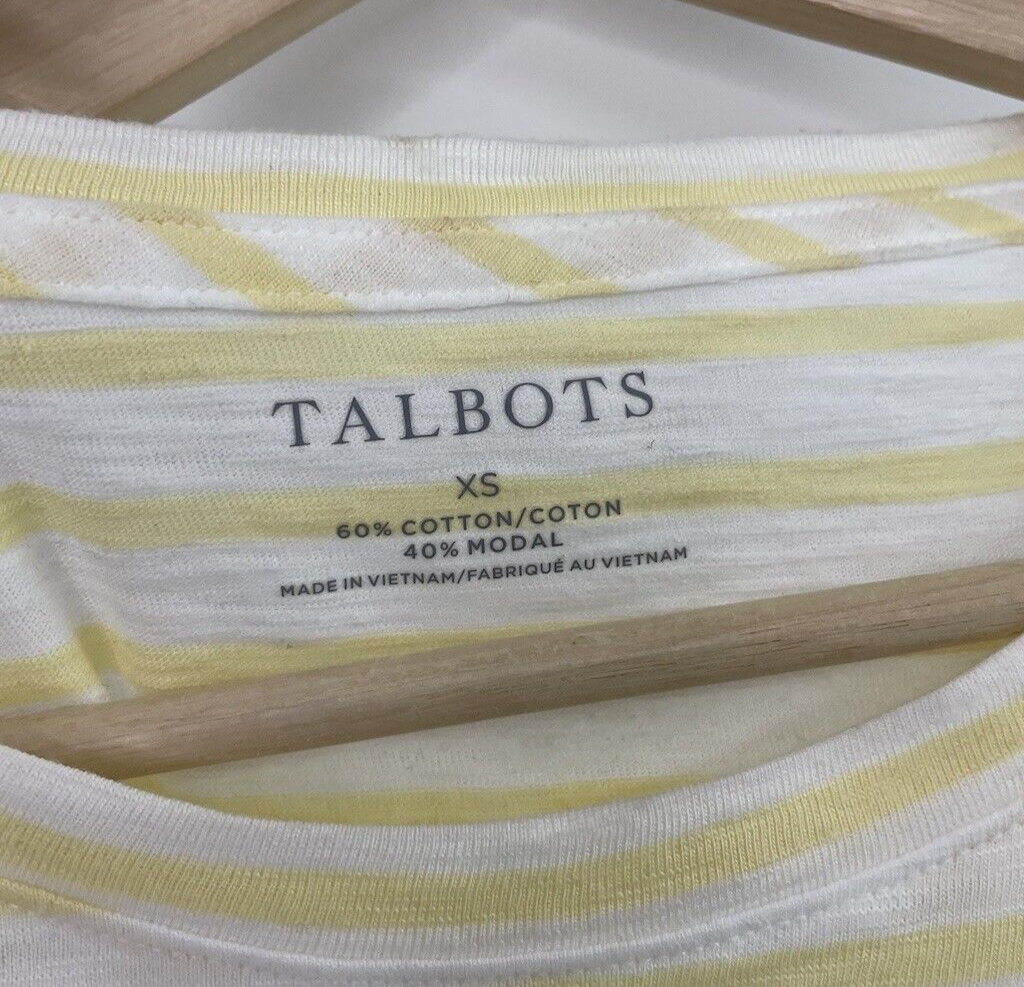 TALBOTS
XS
60% COTTON/COTON
40% MODAL
MADE IN VIETNAM/FABRIQUÉ AU VIETNAM